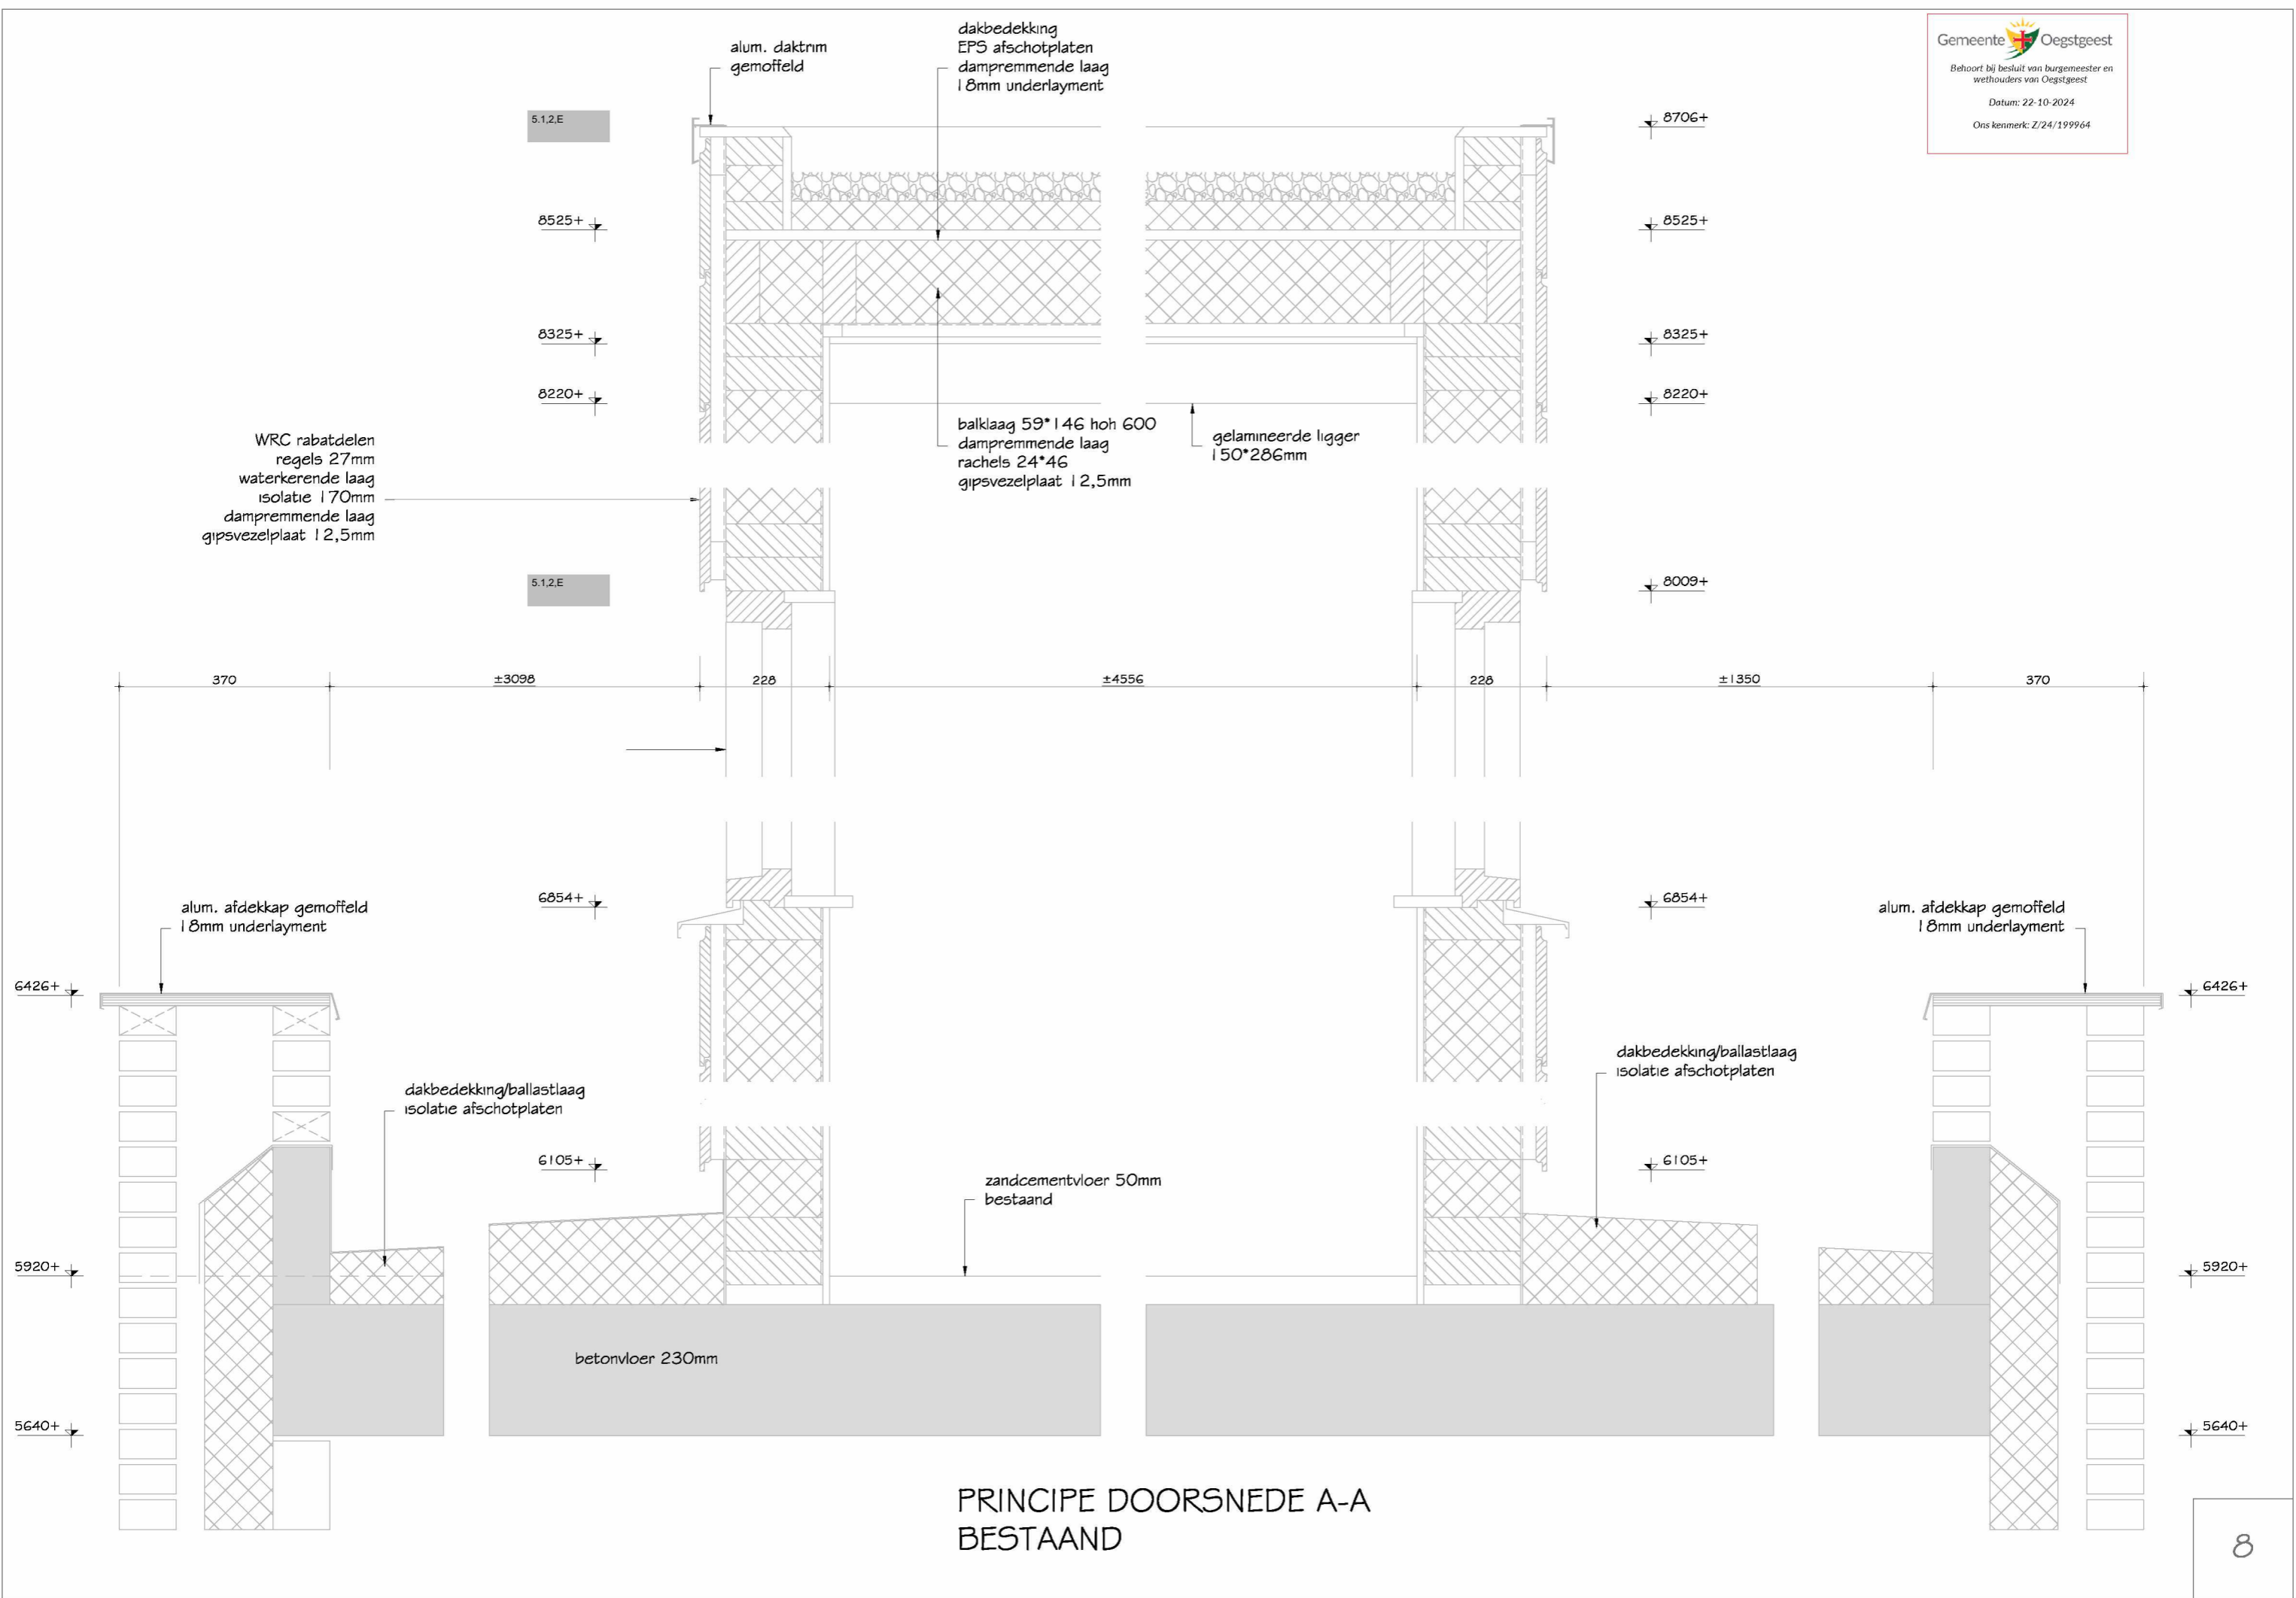 Gemeente Oegstgeest
Behoort bij besluit van burgemeester en
wethouders van Oegstgeest
Datum: 22-10-2024
Ons kenmerk: Z/24/199964
dakbedekking
EPS afschotplaten
dampremmende laag
18mm underlayment
alum. daktrim
gemoffeld
5.1,2,E
8706+
8525+
8525+
8325+
8325+
8220+
8220+
WRC rabatdelen
regels 27mm
waterkerende laag
isolatie 170mm
dampremmende laag
gipsvezelplaat 12,5mm
balklaag 59*146 hoh 600
dampremmende laag
rachels 24*46
gipsvezelplaat 12,5mm
gelamineerde ligger
150*286mm
5.1,2,E
8009+
370 ±3098 228 ±4556 228 ±1350 370
6854+
6854+
alum. afdekkap gemoffeld
18mm underlayment
alum. afdekkap gemoffeld
18mm underlayment
6426+
6426+
dakbedekking/ballastlaag
isolatie afschotplaten
dakbedekking/ballastlaag
isolatie afschotplaten
6105+
6105+
zandcementvloer 50mm
bestaand
5920+
5920+
betonvloer 230mm
5640+
5640+
PRINCIPE DOORSNEDE A-A
BESTAAND
8